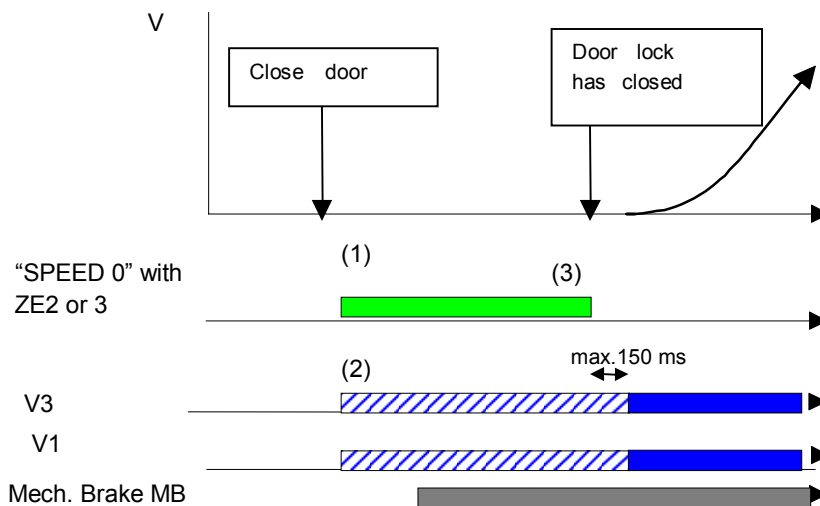 V
Close door
Door lock
has closed
(1)
(3)
“SPEED 0” with
ZE2 or 3
max.150 ms
(2)
V3
V1
Mech. Brake MB